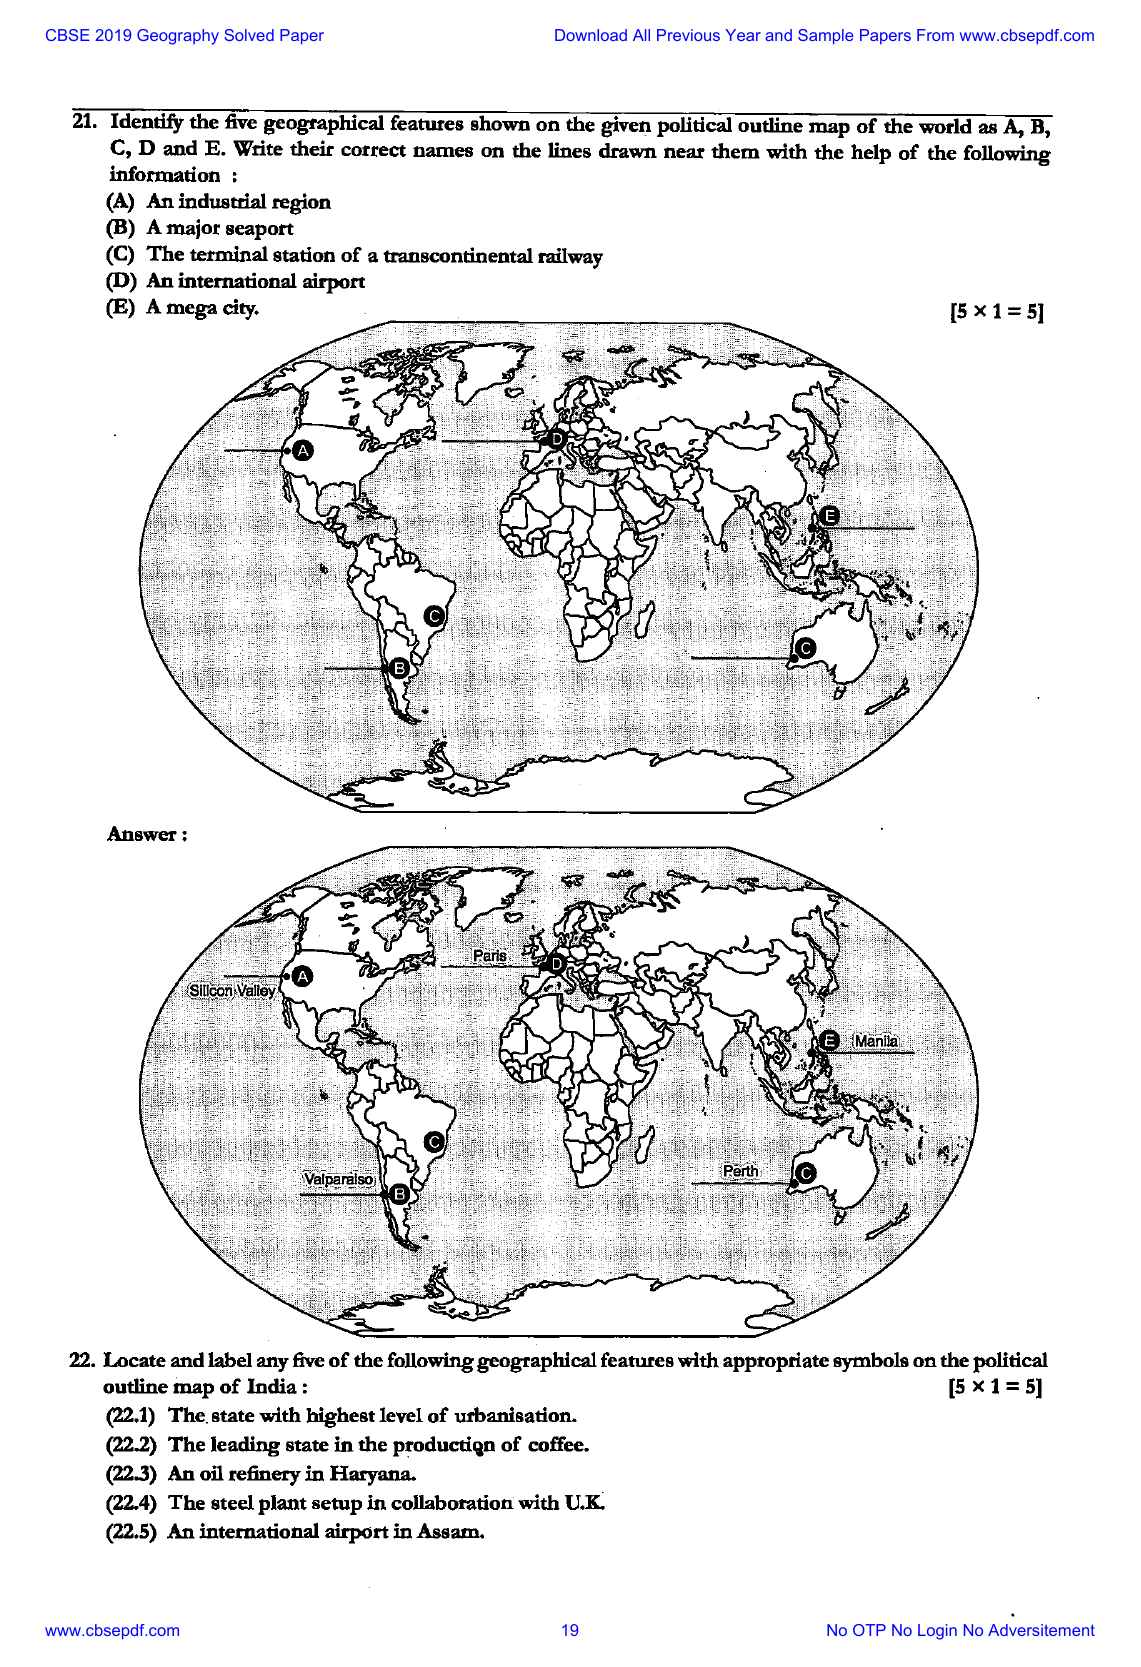 CBSE 2019 Geography Solved Paper
Download All Previous Year and Sample Papers From www.cbsepdf.com
21. Identify the five geographical features shown on the given political outline map of the world as A, B,
C, D and E. Write their correct names on the lines drawn near them with the help of the following
information :
(A) An industrial region
(B) A major seaport
(C) The terminal station of a transcontinental railway
(D) An international airport
(E) A mega city.
[5 × 1 = 5]
D
A
E
C
C
B
Answer :
Paris
D
A
Silicon Valley
E Manila
C
Perth C
Valparaiso
B
22. Locate and label any five of the following geographical features with appropriate symbols on the political
outline map of India :
[5 × 1 = 5]
(22.1) The state with highest level of urbanisation.
(22.2) The leading state in the production of coffee.
(22.3) An oil refinery in Haryana.
(22.4) The steel plant setup in collaboration with U.K.
(22.5) An international airport in Assam.
www.cbsepdf.com
19
No OTP No Login No Adversitement